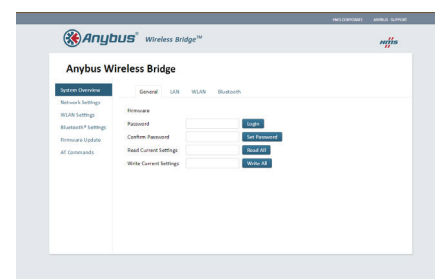 HMS CORPORATE WORLD SUPPORT
Anybus® Wireless Bridge™
HMS
Anybus Wireless Bridge
System Overview
General LAN WLAN Bluetooth
Network Settings
WLAN Settings
Bluetooth® Settings
Firmware Update
AT Commands
Firmware
Password Login
Confirm Password Set Password
Read Current Settings Read All
Write Current Settings Write All